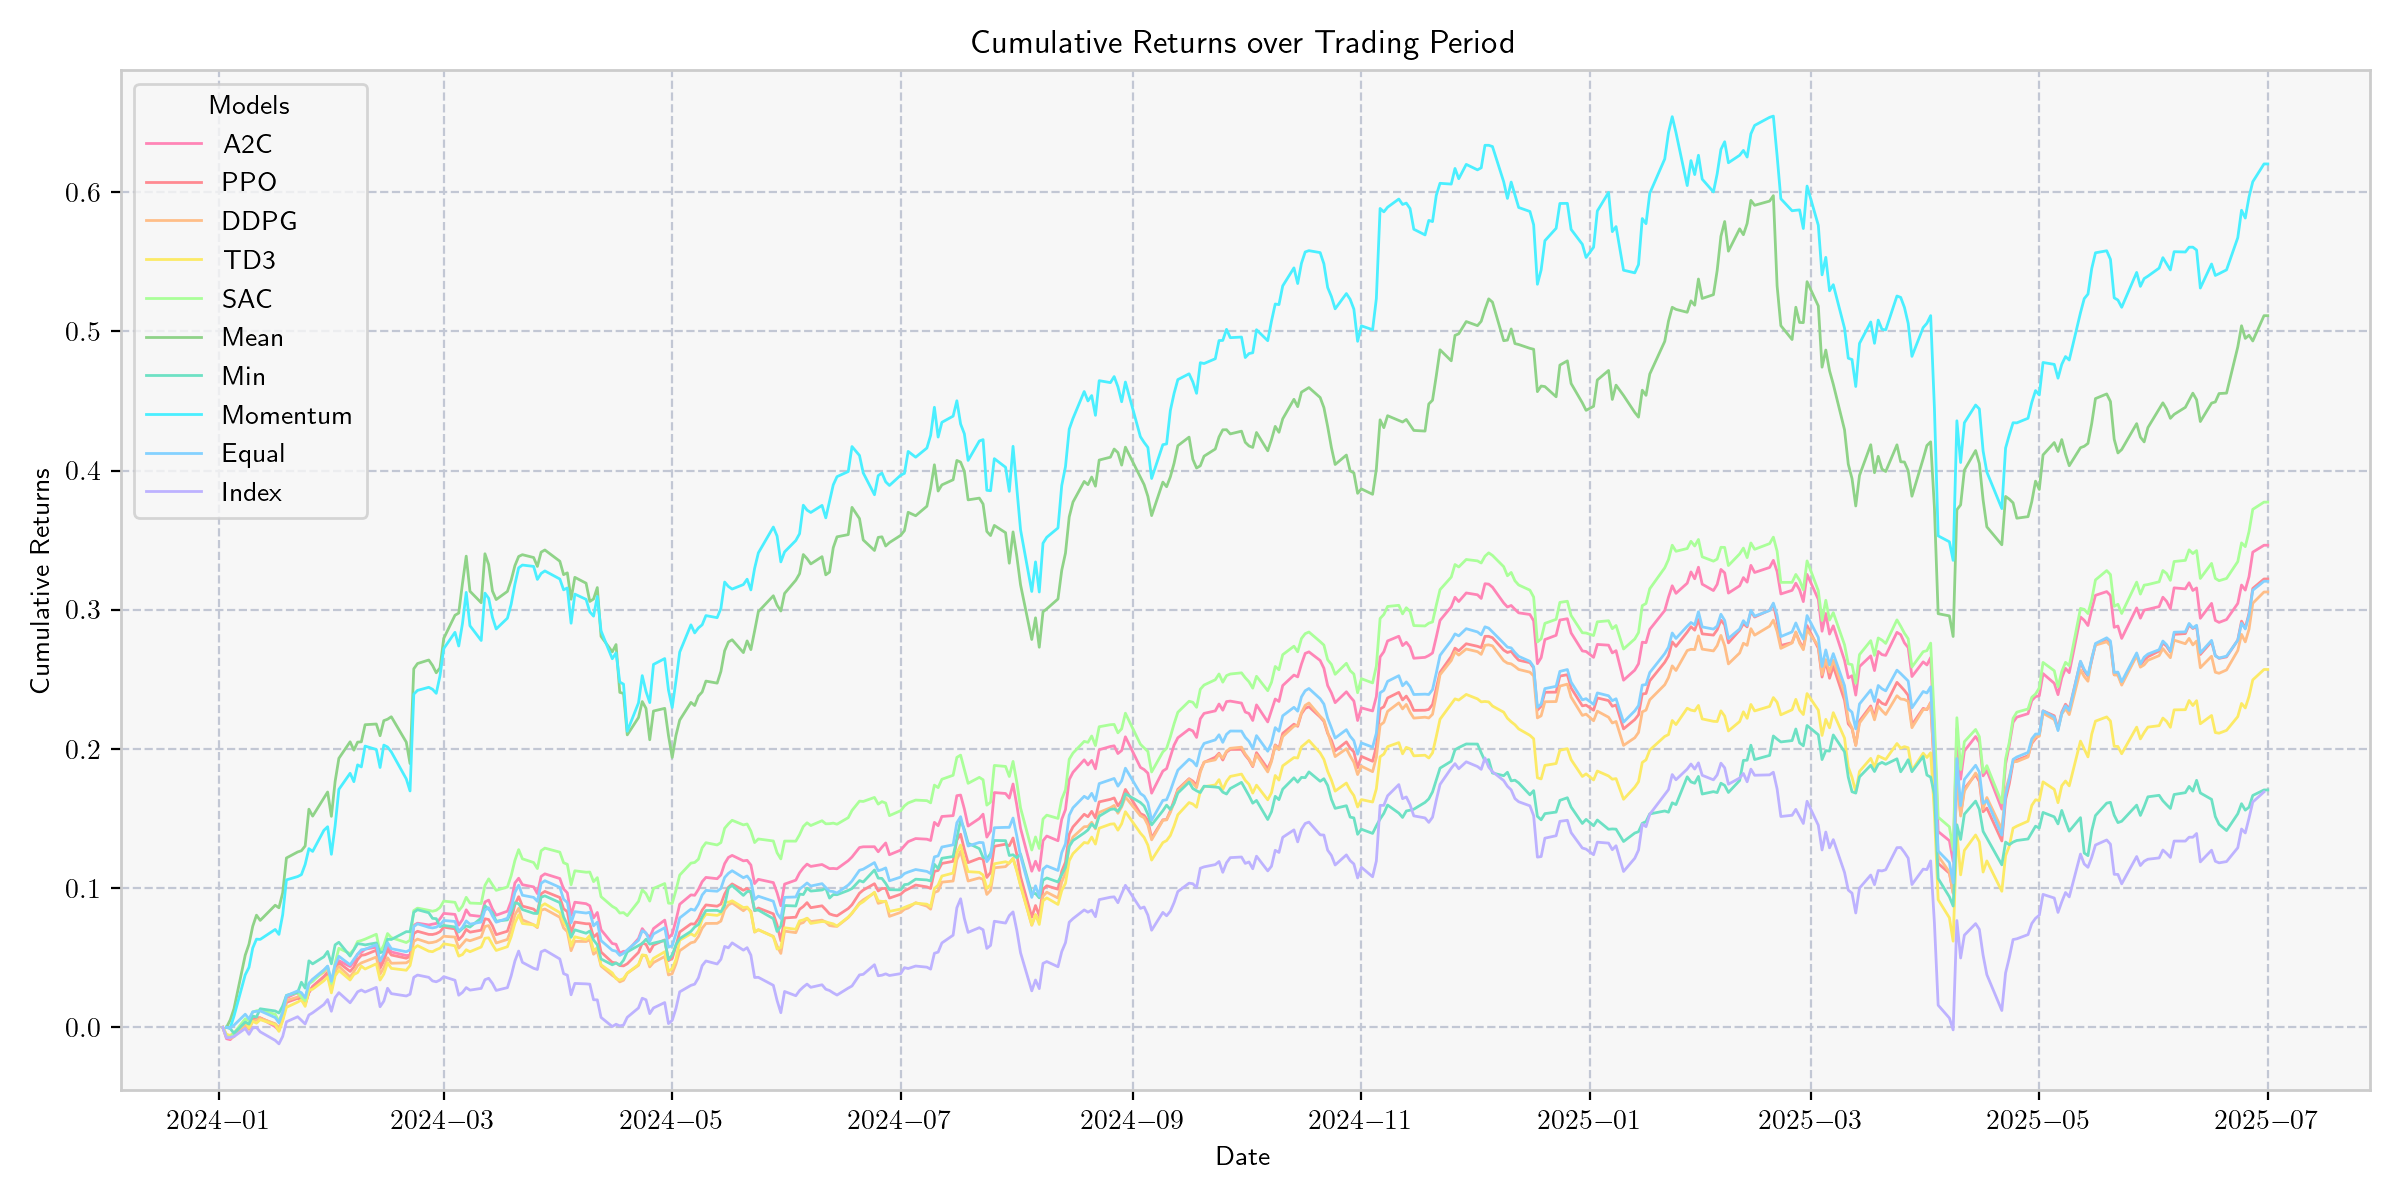 Cumulative Returns over Trading Period
Models
A2C
PPO
DDPG
TD3
SAC
Mean
Min
Momentum
Equal
Index
Cumulative Returns
0.6
0.5
0.4
0.3
0.2
0.1
0.0
2024−01
2024−03
2024−05
2024−07
2024−09
2024−11
2025−01
2025−03
2025−05
2025−07
Date